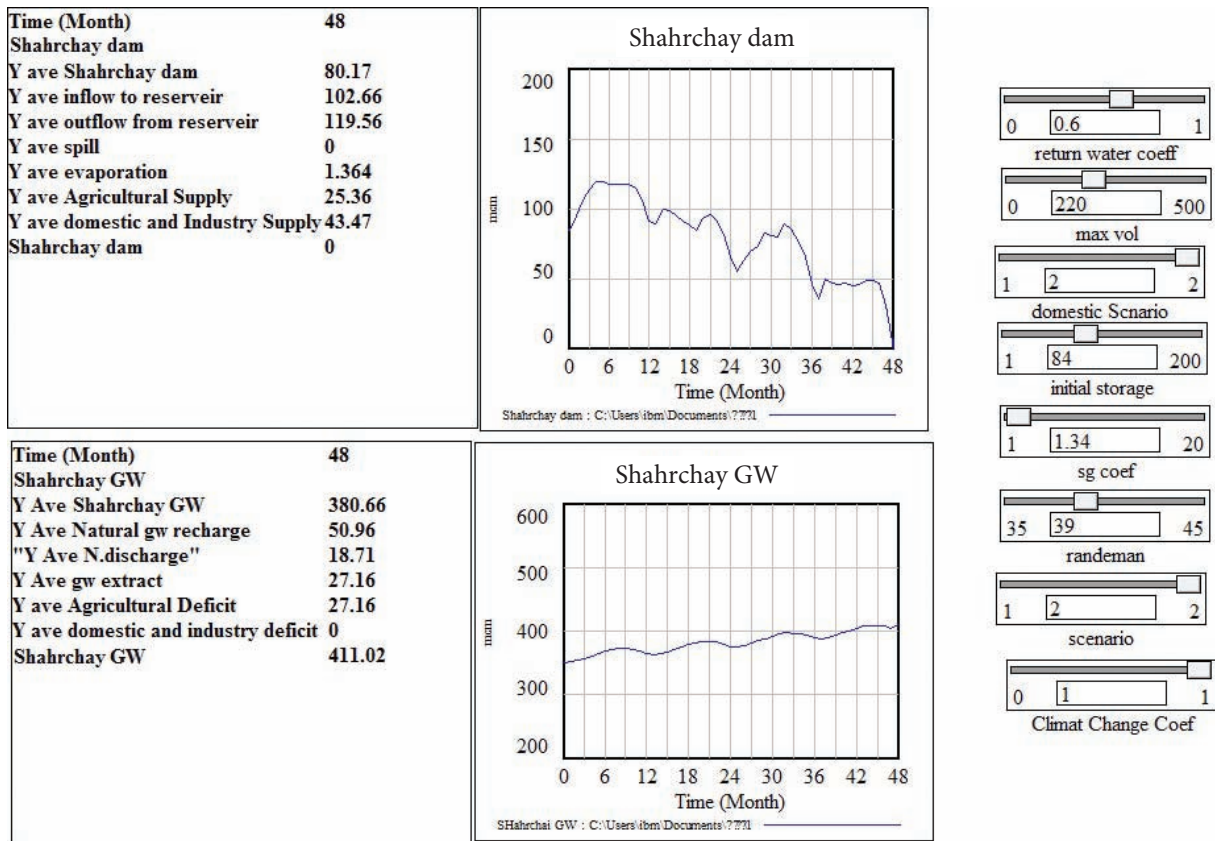 Time (Month) 48
Shahrchay dam
Y ave Shahrchay dam 80.17
Y ave inflow to reserveir 102.66
Y ave outflow from reserveir 119.56
Y ave spill 0
Y ave evaporation 1.364
Y ave Agricultural Supply 25.36
Y ave domestic and Industry Supply 43.47
Shahrchay dam 0
Shahrchay dam
200
150
100
50
0
mcm
0 6 12 18 24 30 36 42 48
Time (Month)
Shahrchay dam : C:\Users\ibm\Documents\????1
Time (Month) 48
Shahrchay GW
Y Ave Shahrchay GW 380.66
Y Ave Natural gw recharge 50.96
"Y Ave N.discharge" 18.71
Y Ave gw extract 27.16
Y ave Agricultural Deficit 27.16
Y ave domestic and industry deficit 0
Shahrchay GW 411.02
Shahrchay GW
600
500
400
300
200
mcm
0 6 12 18 24 30 36 42 48
Time (Month)
SHahrchai GW : C:\Users\ibm\Documents\????1
0 0.6 1
return water coeff
0 220 500
max vol
1 2 2
domestic Scnario
1 84 200
initial storage
1 1.34 20
sg coef
35 39 45
randeman
1 2 2
scenario
0 1 1
Climat Change Coef